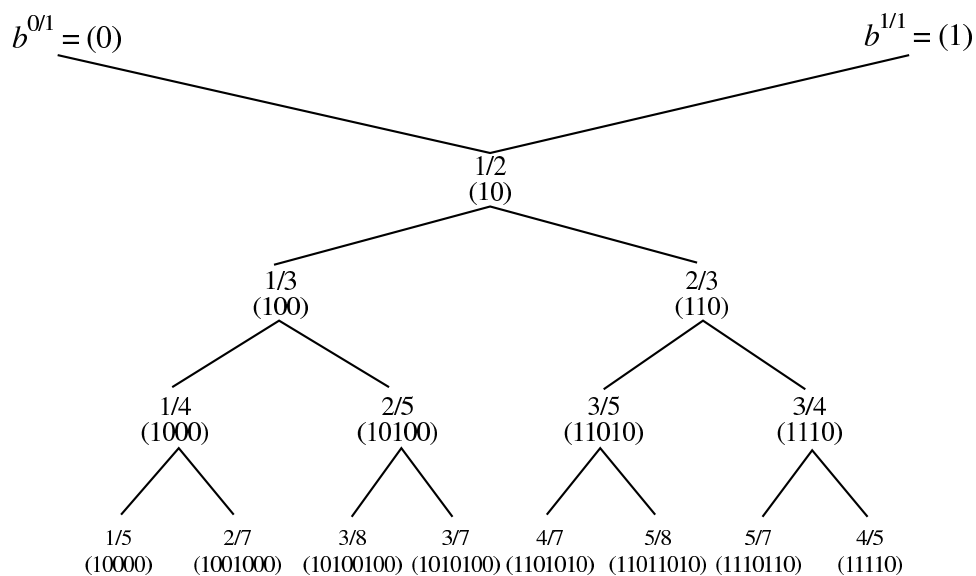 b^{0/1} = (0) b^{1/1} = (1)
1/2
(10)
1/3 2/3
(100) (110)
1/4 2/5 3/5 3/4
(1000) (10100) (11010) (1110)
1/5 2/7 3/8 3/7 4/7 5/8 5/7 4/5
(10000) (1001000) (10100100) (1010100) (1101010) (11011010) (1110110) (11110)